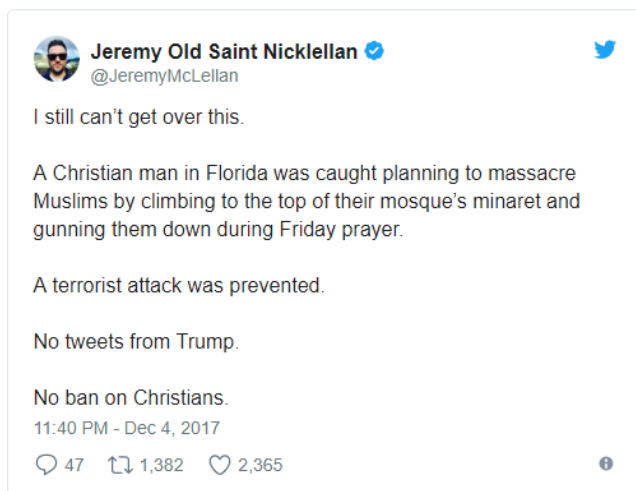 Jeremy Old Saint Nicklellan
@JeremyMcLellan
I still can’t get over this.
A Christian man in Florida was caught planning to massacre
Muslims by climbing to the top of their mosque’s minaret and
gunning them down during Friday prayer.
A terrorist attack was prevented.
No tweets from Trump.
No ban on Christians.
11:40 PM - Dec 4, 2017
47 1,382 2,365